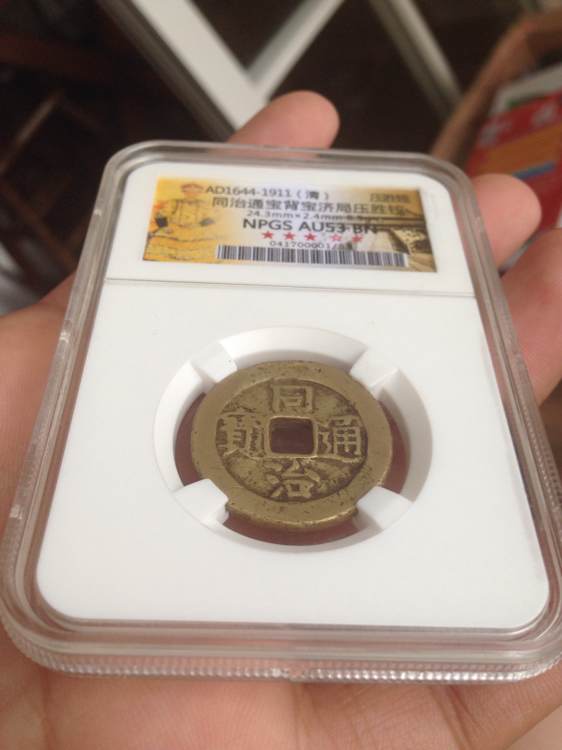 AD1644-1911（清）
同治通宝背宝济局压胜钱
24.3mm×2.4mm
NPGS AU53 BN
同治通寶